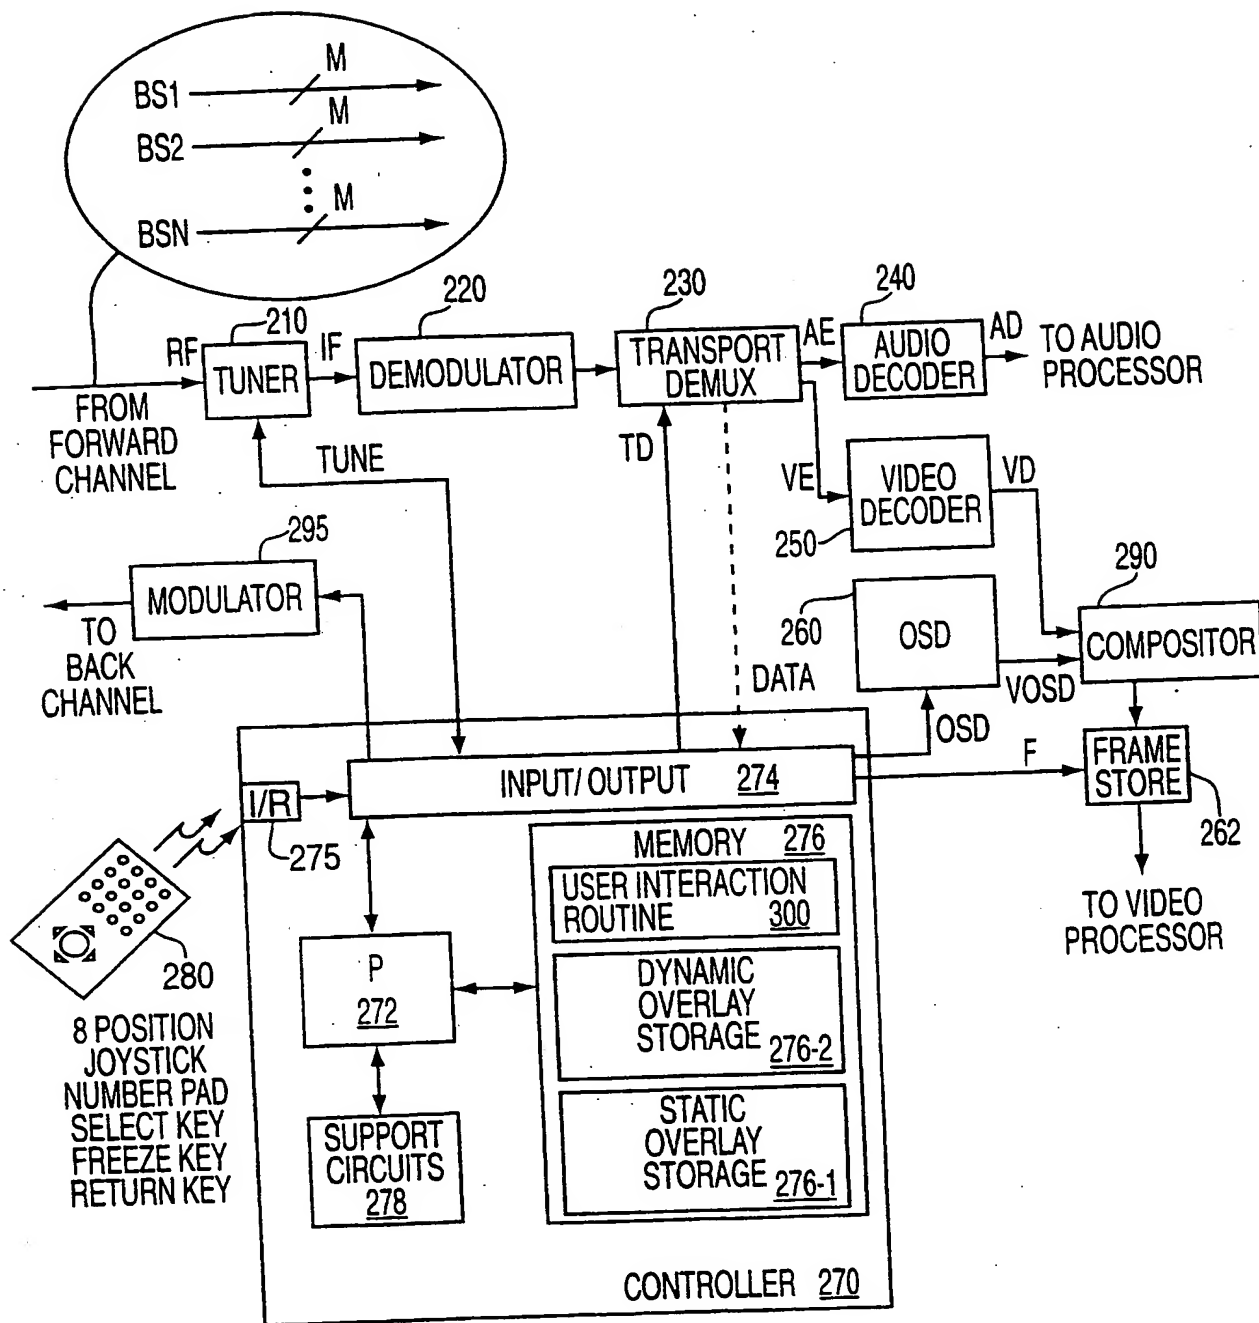 M
BS1
M
BS2
M
BSN
210
220
230
240
RF
TUNER
IF
DEMODULATOR
TRANSPORT
DEMUX
AE
AUDIO
DECODER
AD
TO AUDIO
PROCESSOR
FROM
FORWARD
CHANNEL
TUNE
TD
VE
VIDEO
DECODER
VD
250
295
MODULATOR
TO
BACK
CHANNEL
260
OSD
290
COMPOSITOR
VOSD
DATA
OSD
F
FRAME
STORE
262
TO VIDEO
PROCESSOR
INPUT/OUTPUT 274
I/R
275
280
8 POSITION
JOYSTICK
NUMBER PAD
SELECT KEY
FREEZE KEY
RETURN KEY
P
272
SUPPORT
CIRCUITS
278
MEMORY 276
USER INTERACTION
ROUTINE 300
DYNAMIC
OVERLAY
STORAGE
276-2
STATIC
OVERLAY
STORAGE
276-1
CONTROLLER 270